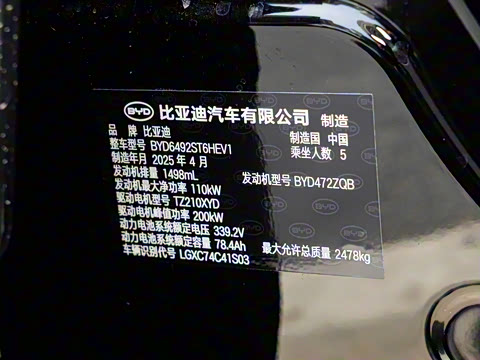 BYD 比亚迪汽车有限公司 制造
品 牌 比亚迪 制造国 中国
整车型号 BYD6492ST6HEV1 乘坐人数 5
制造年月 2025 年 4 月
发动机排量 1498mL 发动机型号 BYD472ZQB
发动机最大净功率 110kW
驱动电机型号 TZ210XYD
驱动电机峰值功率 200kW
动力电池系统额定电压 339.2V
动力电池系统额定容量 78.4Ah 最大允许总质量 2478kg
车辆识别代号 LGXC74C41S03